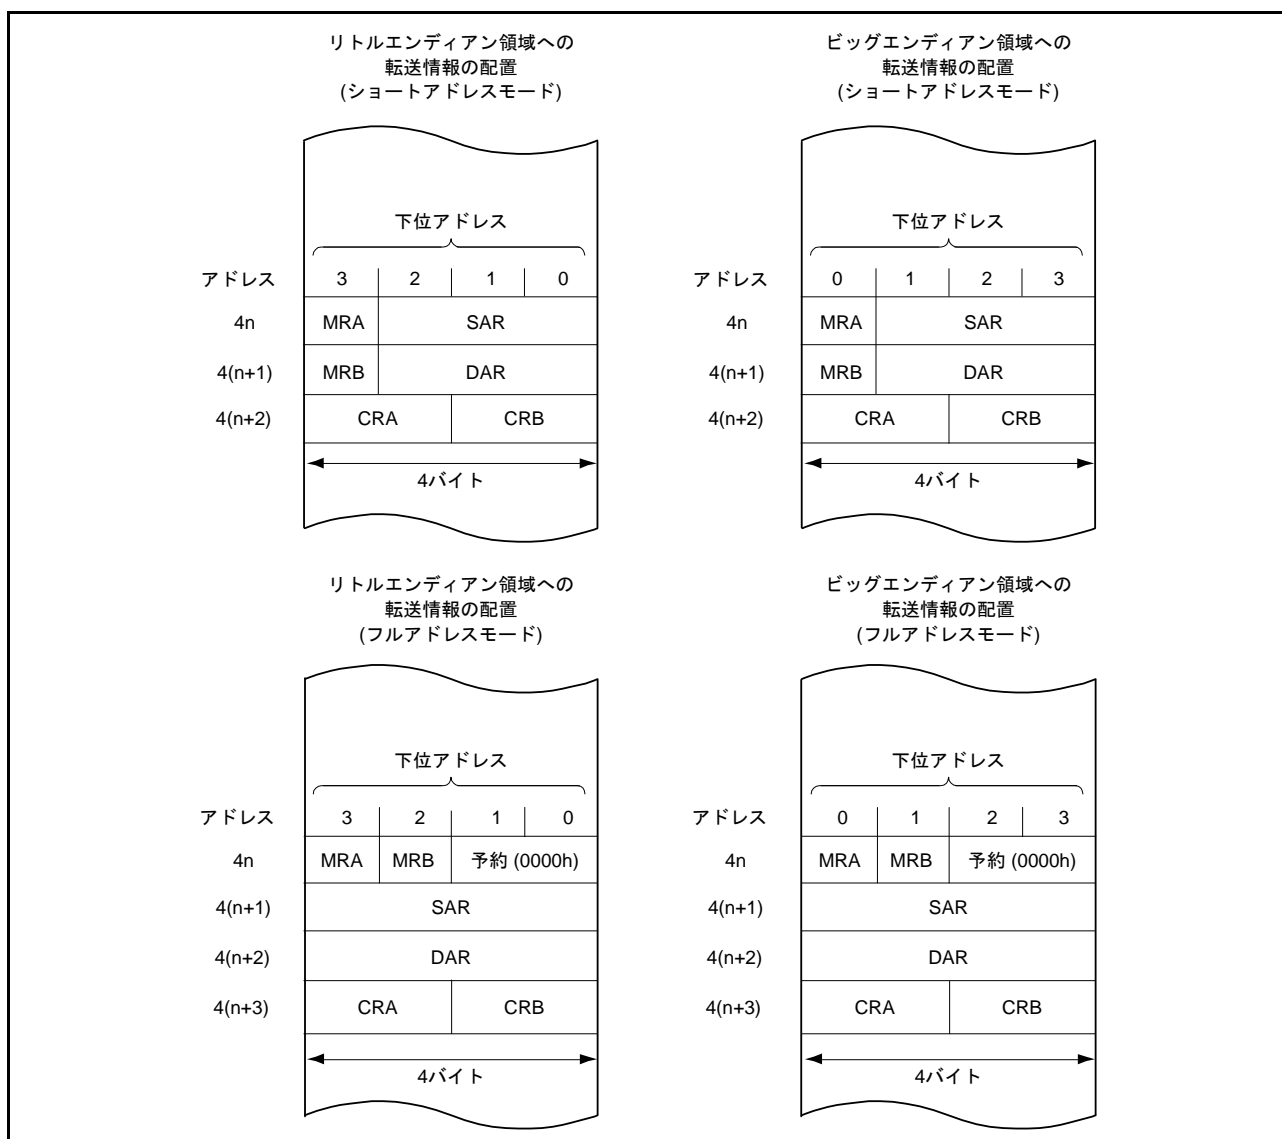 リトルエンディアン領域への
転送情報の配置
(ショートアドレスモード)
下位アドレス
アドレス 3 2 1 0
4n MRA SAR
4(n+1) MRB DAR
4(n+2) CRA CRB
4バイト
ビッグエンディアン領域への
転送情報の配置
(ショートアドレスモード)
下位アドレス
アドレス 0 1 2 3
4n MRA SAR
4(n+1) MRB DAR
4(n+2) CRA CRB
4バイト
リトルエンディアン領域への
転送情報の配置
(フルアドレスモード)
下位アドレス
アドレス 3 2 1 0
4n MRA MRB 予約 (0000h)
4(n+1) SAR
4(n+2) DAR
4(n+3) CRA CRB
4バイト
ビッグエンディアン領域への
転送情報の配置
(フルアドレスモード)
下位アドレス
アドレス 0 1 2 3
4n MRA MRB 予約 (0000h)
4(n+1) SAR
4(n+2) DAR
4(n+3) CRA CRB
4バイト